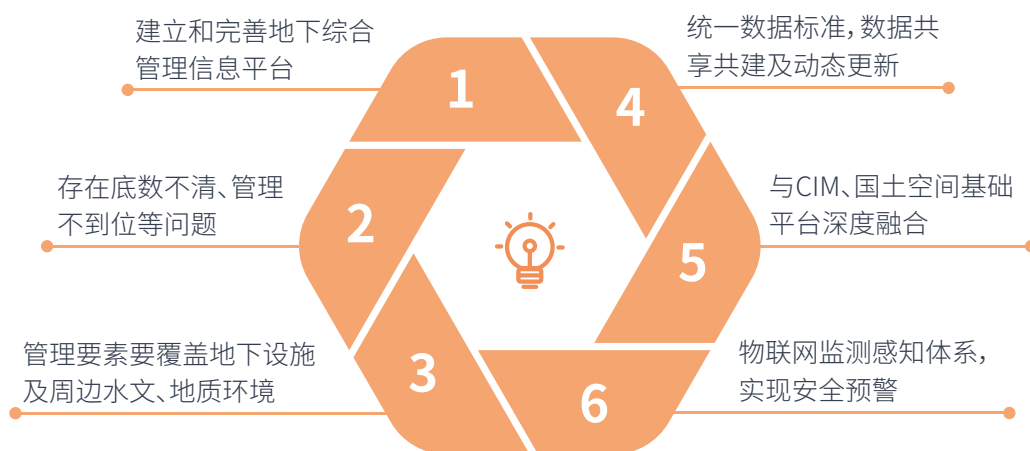 建立和完善地下综合
管理信息平台
1
存在底数不清、管理
不到位等问题
2
管理要素要覆盖地下设施
及周边水文、地质环境
3
统一数据标准，数据共
享共建及动态更新
4
与CIM、国土空间基础
平台深度融合
5
物联网监测感知体系，
实现安全预警
6